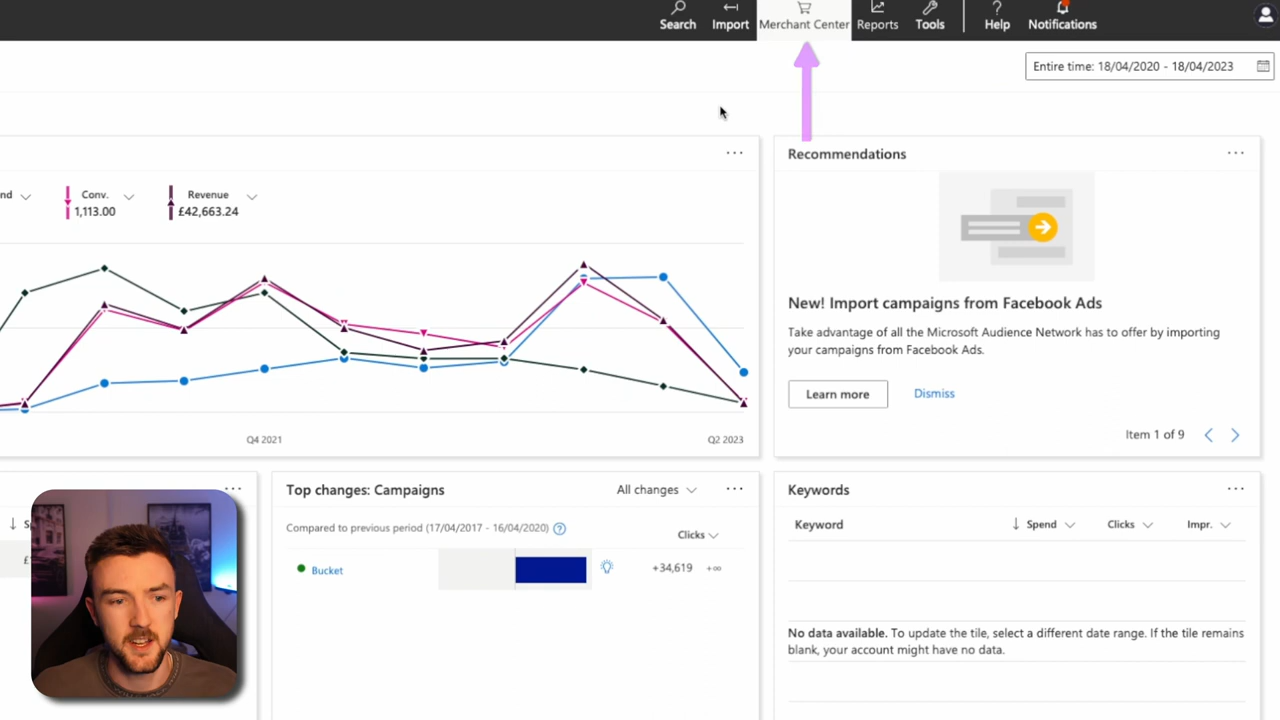 Search
Import
Merchant Center
Reports
Tools
Help
Notifications
Entire time: 18/04/2020 - 18/04/2023
nd
Conv.
1,113.00
Revenue
£42,663.24
Q4 2021
Q2 2023
Recommendations
New! Import campaigns from Facebook Ads
Take advantage of all the Microsoft Audience Network has to offer by importing
your campaigns from Facebook Ads.
Learn more
Dismiss
Item 1 of 9
Top changes: Campaigns
All changes
Compared to previous period (17/04/2017 - 16/04/2020)
Clicks
Bucket
+34,619
+∞
Keywords
Keyword
Spend
Clicks
Impr.
No data available. To update the tile, select a different date range. If the tile remains
blank, your account might have no data.